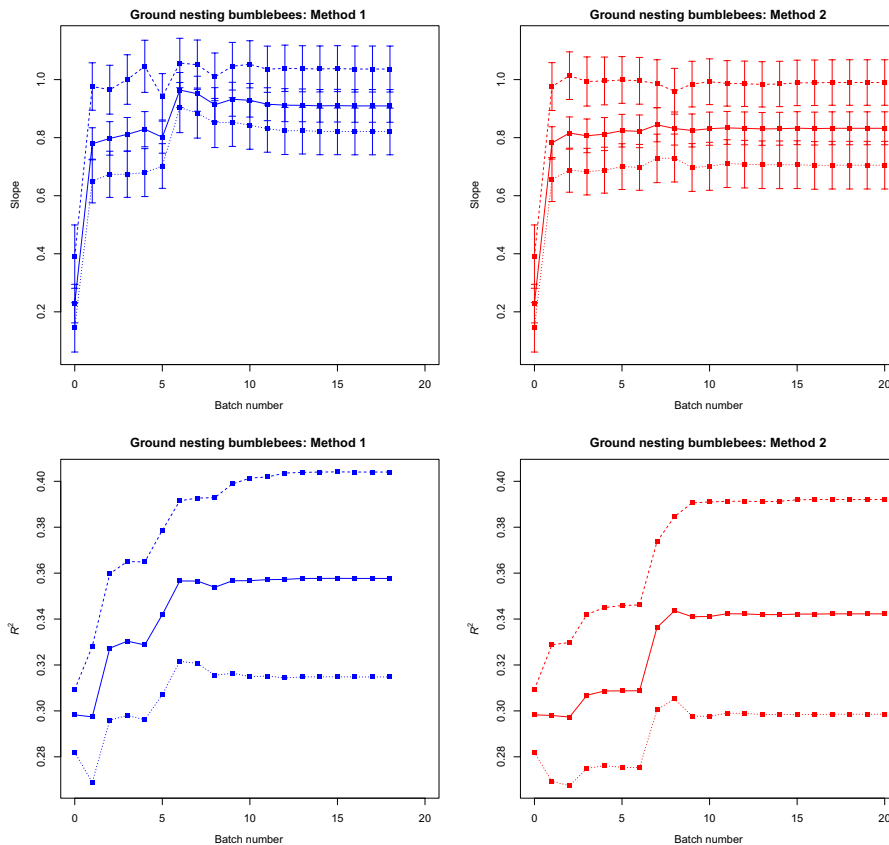 Ground nesting bumblebees: Method 1
Slope
0.2 0.4 0.6 0.8 1.0
0 5 10 15 20
Batch number
Ground nesting bumblebees: Method 2
Slope
0.2 0.4 0.6 0.8 1.0
0 5 10 15 20
Batch number
Ground nesting bumblebees: Method 1
R²
0.28 0.30 0.32 0.34 0.36 0.38 0.40
0 5 10 15 20
Batch number
Ground nesting bumblebees: Method 2
R²
0.28 0.30 0.32 0.34 0.36 0.38 0.40
0 5 10 15 20
Batch number